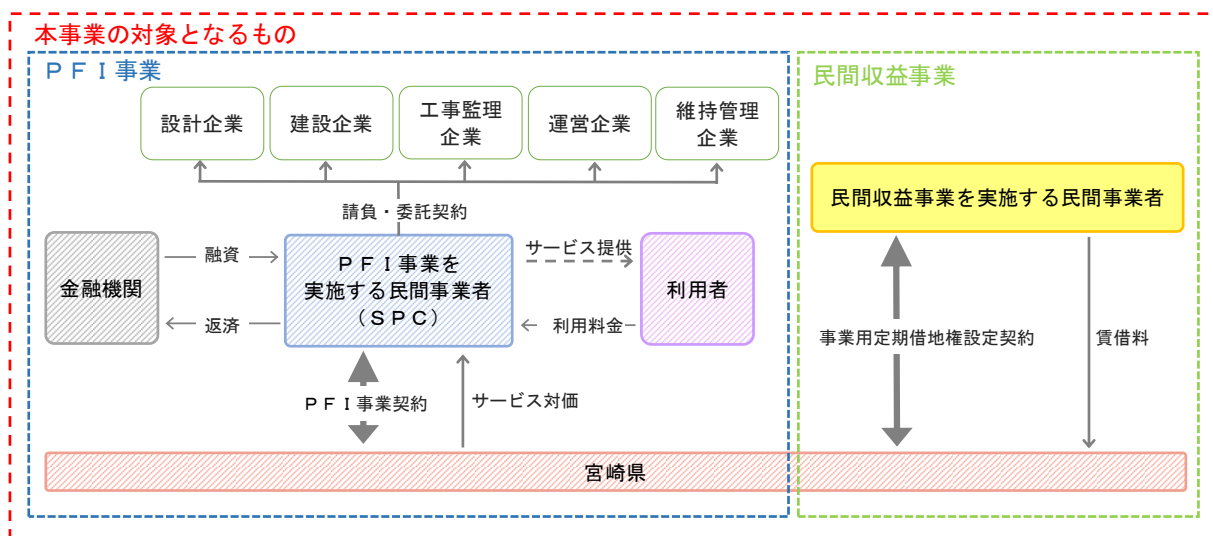 本事業の対象となるもの
ＰＦＩ事業
民間収益事業
設計企業
建設企業
工事監理
企業
運営企業
維持管理
企業
民間収益事業を実施する民間事業者
請負・委託契約
金融機関
融資
返済
ＰＦＩ事業を
実施する民間事業者
（ＳＰＣ）
サービス提供
利用料金
利用者
事業用定期借地権設定契約
賃借料
ＰＦＩ事業契約
サービス対価
宮崎県